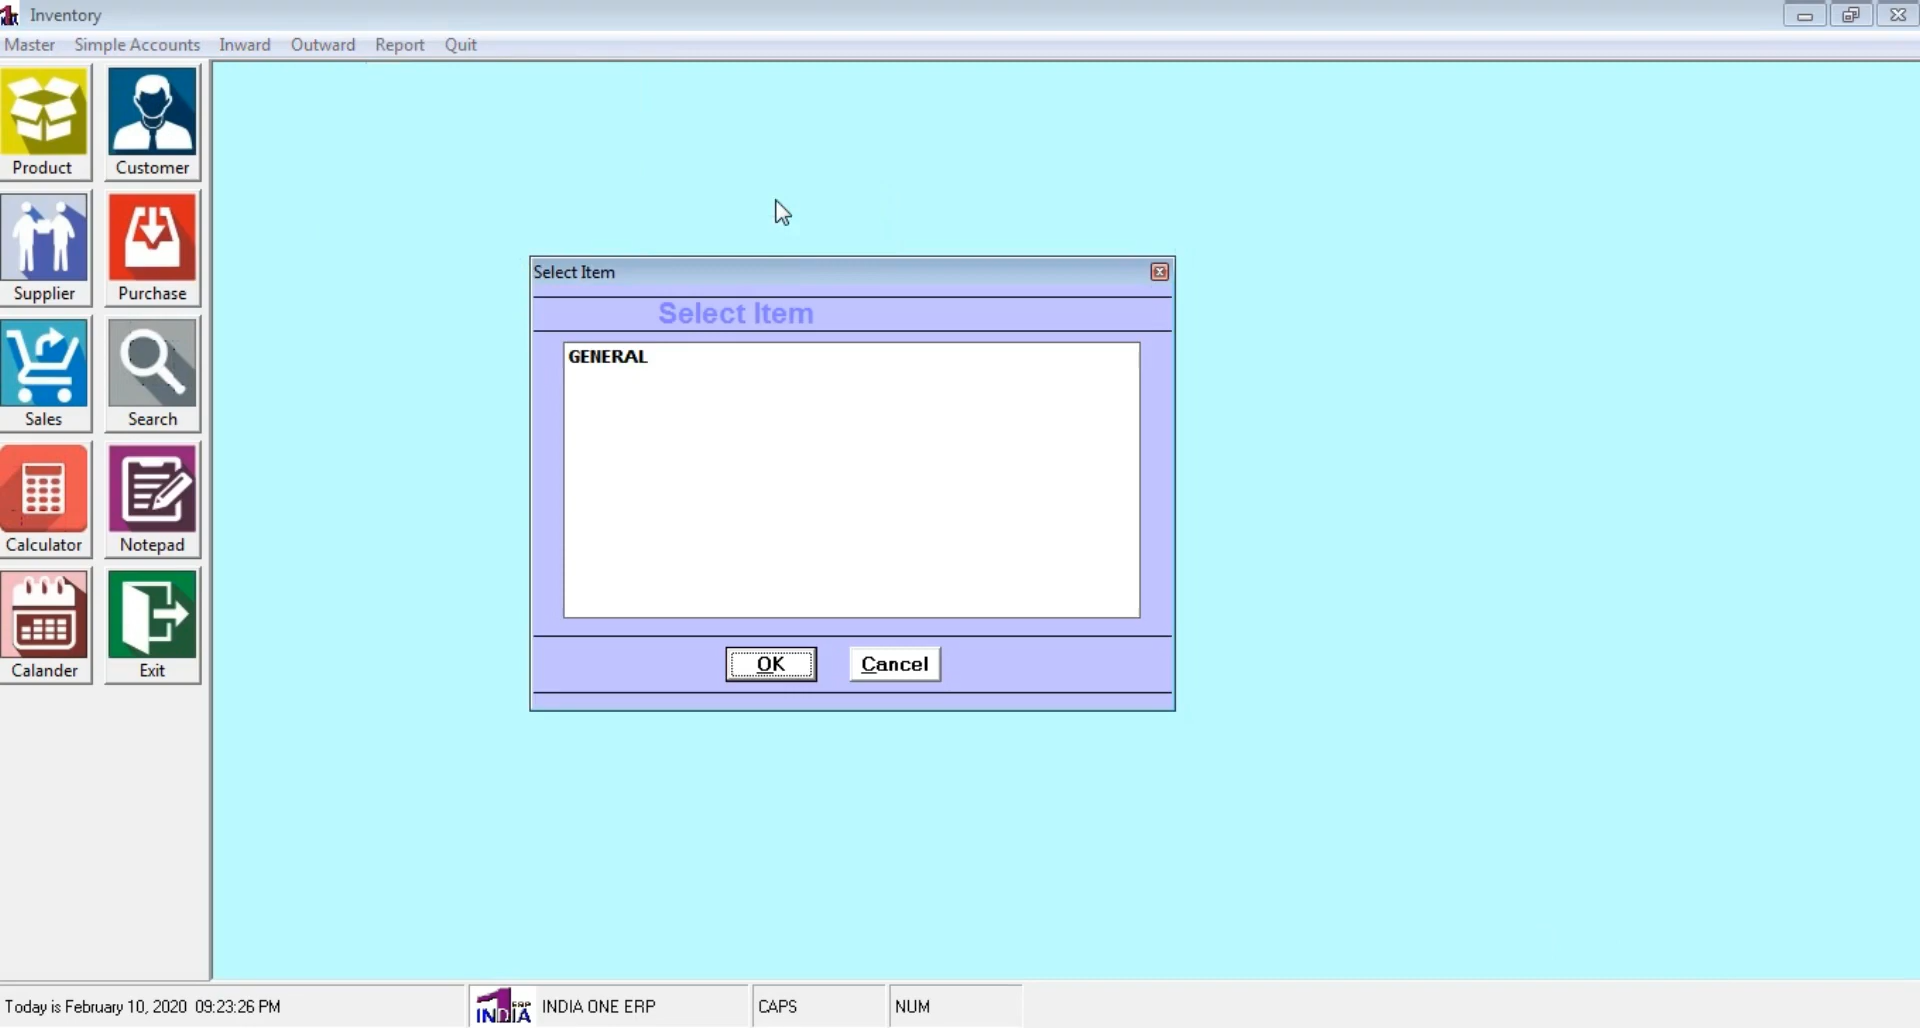 Inventory
Master Simple Accounts Inward Outward Report Quit
Product Customer
Supplier Purchase
Sales Search
Calculator Notepad
Calander Exit
Select Item
Select Item
GENERAL
OK Cancel
Today is February 10, 2020 09:23:26 PM
1 ERP INDIA
INDIA ONE ERP
CAPS
NUM